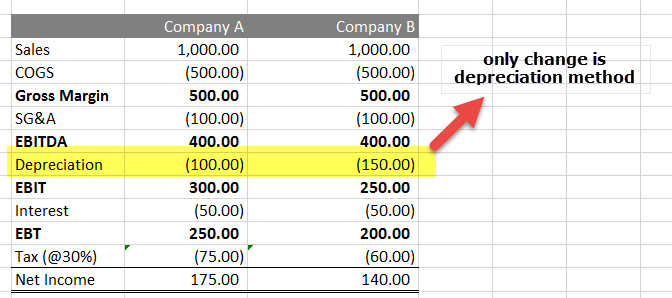 Company A Company B
Sales 1,000.00 1,000.00
COGS (500.00) (500.00)
Gross Margin 500.00 500.00
SG&A (100.00) (100.00)
EBITDA 400.00 400.00
Depreciation (100.00) (150.00)
EBIT 300.00 250.00
Interest (50.00) (50.00)
EBT 250.00 200.00
Tax (@30%) (75.00) (60.00)
Net Income 175.00 140.00
only change is
depreciation method